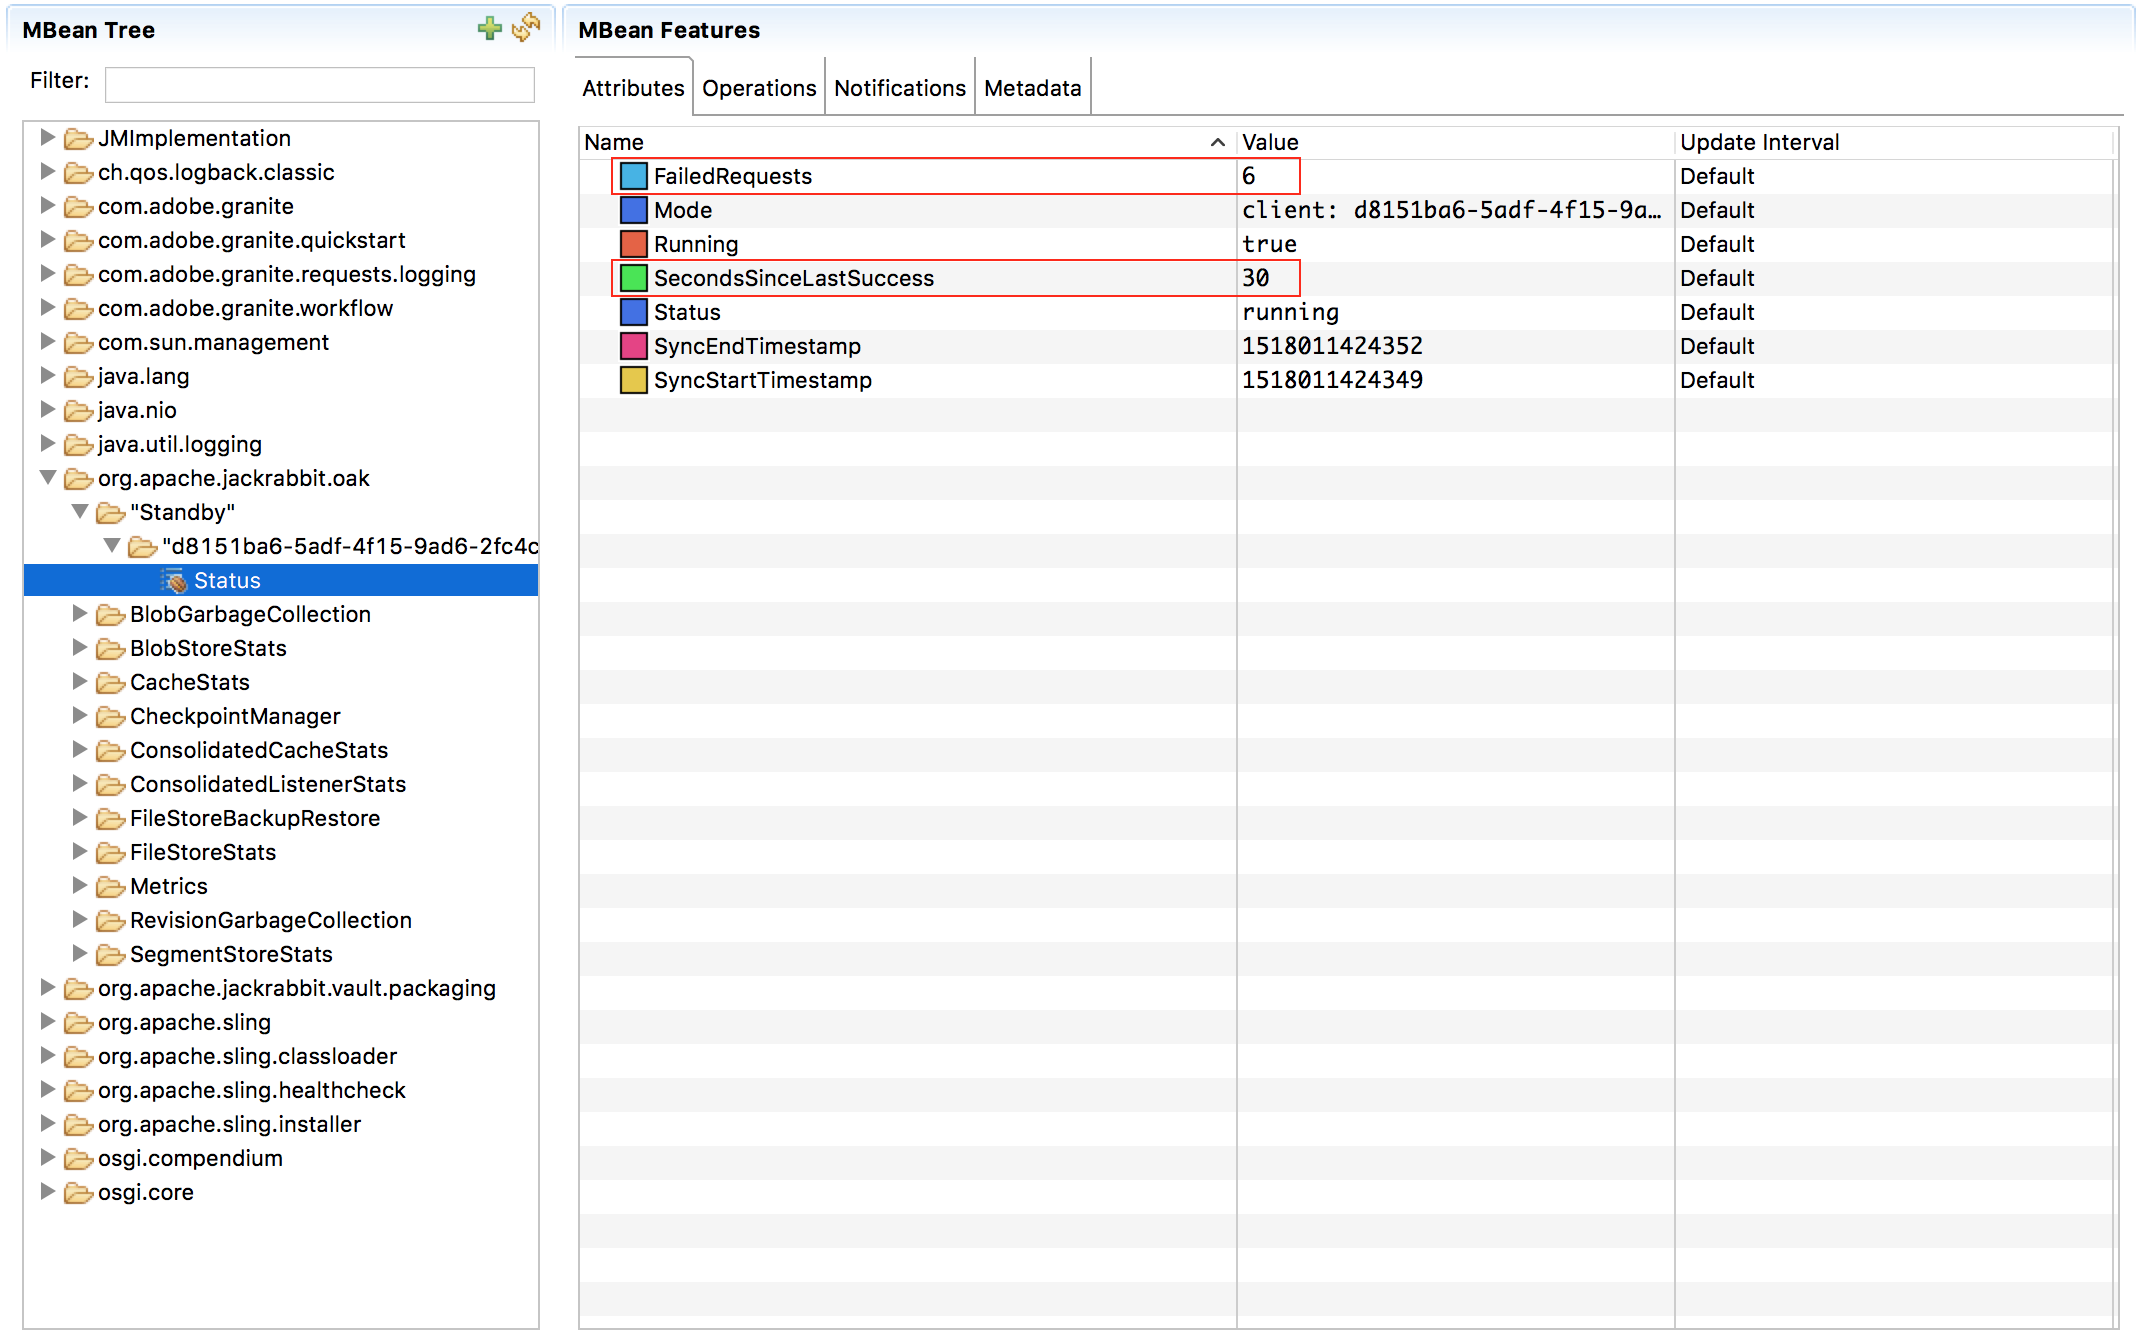 MBean Tree
Filter:
JMImplementation
ch.qos.logback.classic
com.adobe.granite
com.adobe.granite.quickstart
com.adobe.granite.requests.logging
com.adobe.granite.workflow
com.sun.management
java.lang
java.nio
java.util.logging
org.apache.jackrabbit.oak
"Standby"
"d8151ba6-5adf-4f15-9ad6-2fc4c
Status
BlobGarbageCollection
BlobStoreStats
CacheStats
CheckpointManager
ConsolidatedCacheStats
ConsolidatedListenerStats
FileStoreBackupRestore
FileStoreStats
Metrics
RevisionGarbageCollection
SegmentStoreStats
org.apache.jackrabbit.vault.packaging
org.apache.sling
org.apache.sling.classloader
org.apache.sling.healthcheck
org.apache.sling.installer
osgi.compendium
osgi.core
MBean Features
Attributes Operations Notifications Metadata
Name Value Update Interval
FailedRequests 6 Default
Mode client: d8151ba6-5adf-4f15-9a... Default
Running true Default
SecondsSinceLastSuccess 30 Default
Status running Default
SyncEndTimestamp 1518011424352 Default
SyncStartTimestamp 1518011424349 Default